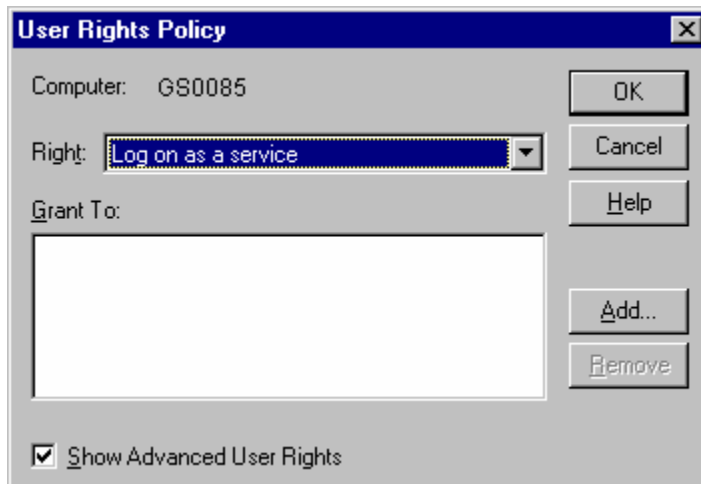 User Rights Policy
Computer: GS0085
OK
Right: Log on as a service
Cancel
Grant To:
Help
Add...
Remove
Show Advanced User Rights